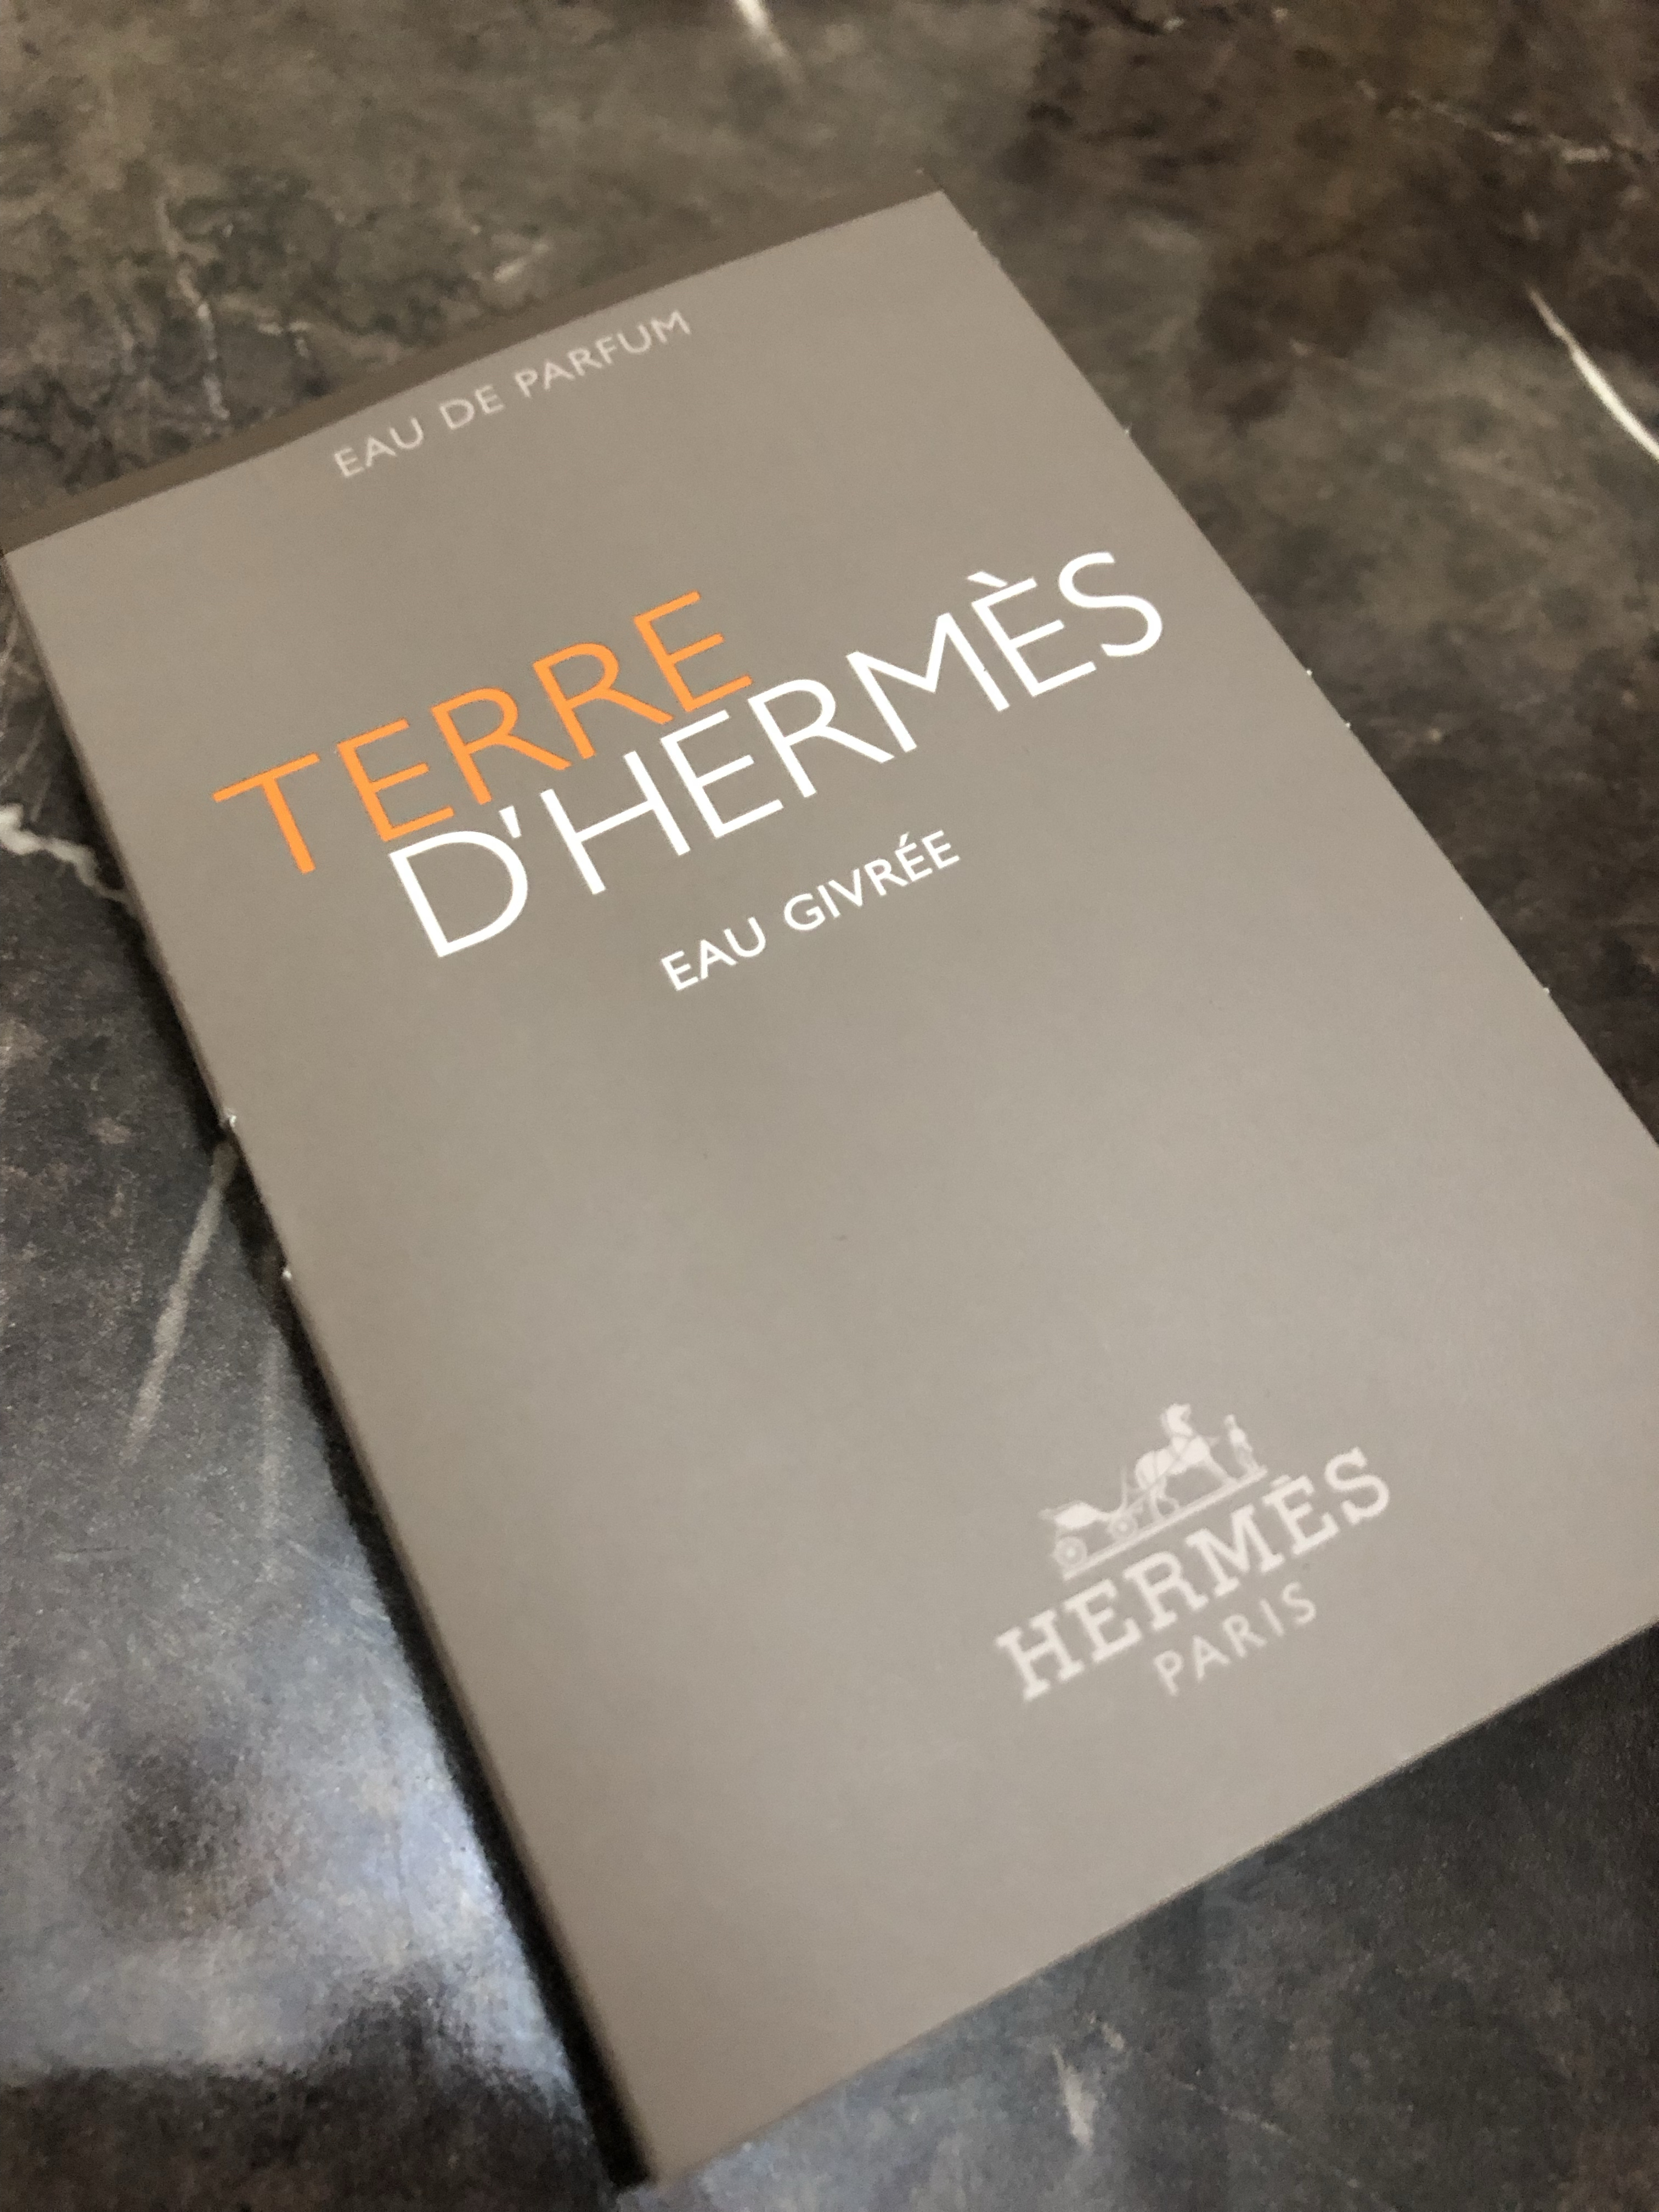 EAU DE PARFUM
TERRE
D'HERMÈS
EAU GIVRÉE
HERMÈS
PARIS